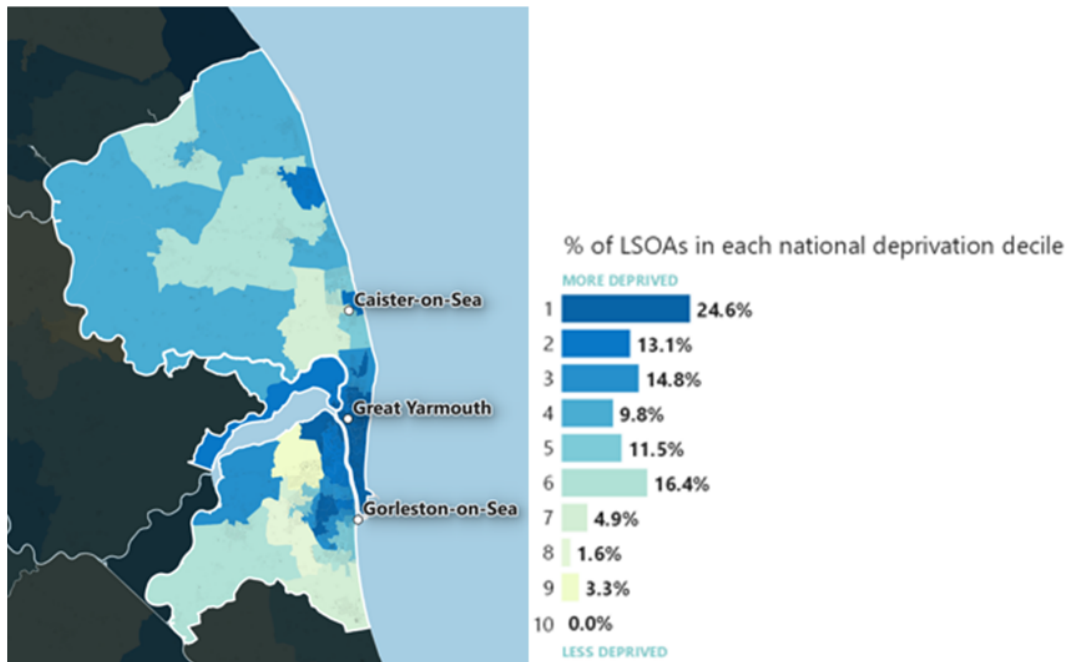 Caister-on-Sea
Great Yarmouth
Gorleston-on-Sea
% of LSOAs in each national deprivation decile
MORE DEPRIVED
1 24.6%
2 13.1%
3 14.8%
4 9.8%
5 11.5%
6 16.4%
7 4.9%
8 1.6%
9 3.3%
10 0.0%
LESS DEPRIVED